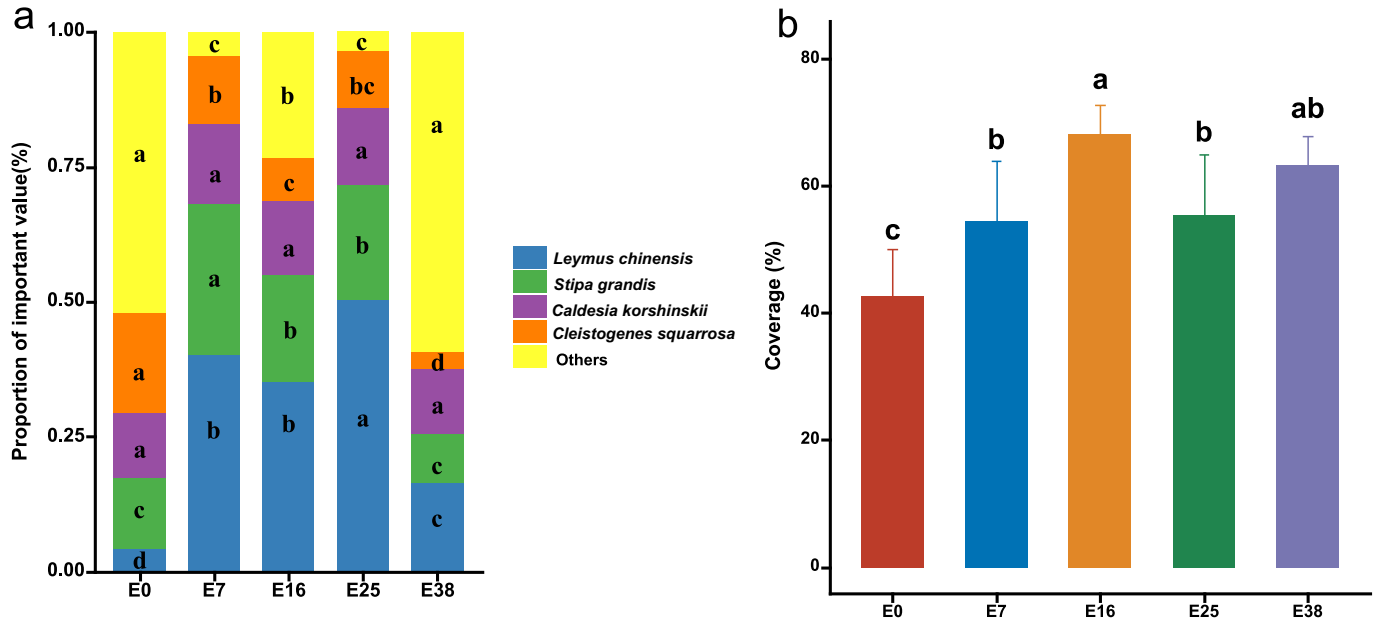 a
Proportion of important value(%)
1.00
0.75
0.50
0.25
0.00
a
a
a
c
d
c
b
a
a
b
b
c
a
b
b
c
bc
a
b
a
a
d
a
c
c
E0 E7 E16 E25 E38
Leymus chinensis
Stipa grandis
Caldesia korshinskii
Cleistogenes squarrosa
Others
b
Coverage (%)
80
60
40
20
0
c
b
a
b
ab
E0 E7 E16 E25 E38